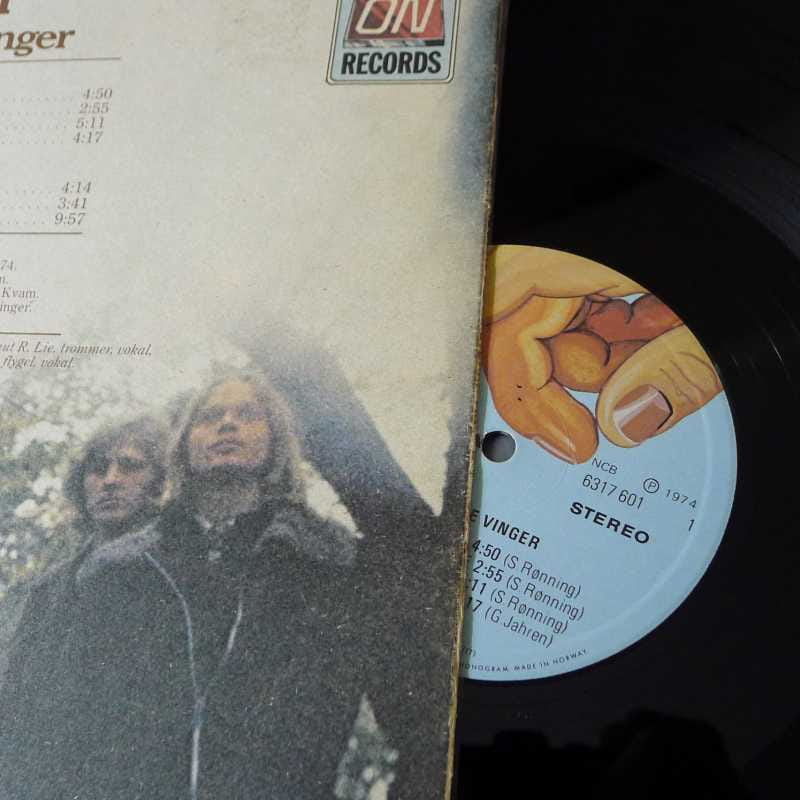 nger
ON
RECORDS
4:50
2:55
5:11
4:17
4:14
3:41
9:57
74.
n.
Kvam.
inger.
ut R. Lie, trommer, vokal,
flygel, vokal.
NCB
6317 601
Ⓟ 1974
STEREO
1
E VINGER
4:50 (S Rønning)
2:55 (S. Rønning)
:11 (S Rønning)
17 (G. Jahren)
ONOGRAM. MADE IN NORWAY